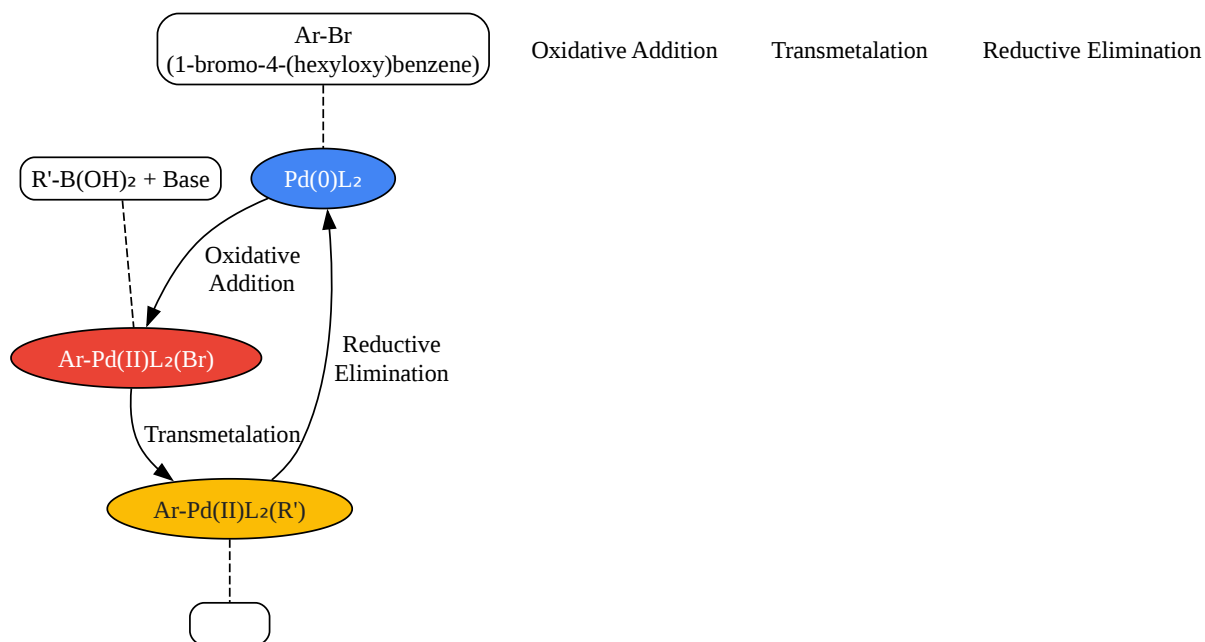 Ar-Br
(1-bromo-4-(hexyloxy)benzene)
Oxidative Addition
Transmetalation
Reductive Elimination
R'-B(OH)₂ + Base
Pd(0)L₂
Oxidative
Addition
Ar-Pd(II)L₂(Br)
Reductive
Elimination
Transmetalation
Ar-Pd(II)L₂(R')